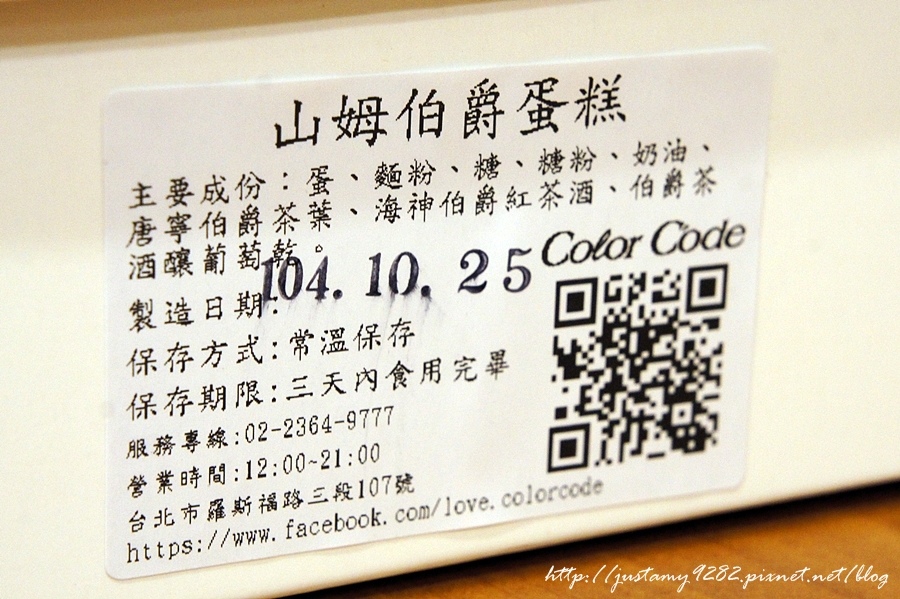 山姆伯爵蛋糕
主要成份：蛋、麵粉、糖、糖粉、奶油、
唐寧伯爵茶葉、海神伯爵紅茶酒、伯爵茶
酒釀葡萄乾。
Color Code
製造日期：104.10.25
保存方式：常溫保存
保存期限：三天內食用完畢
服務專線：02-2364-9777
營業時間：12:00~21:00
台北市羅斯福路三段107號
https://www.facebook.com/love.colorcode
http://justamy9282.pixnet.net/blog